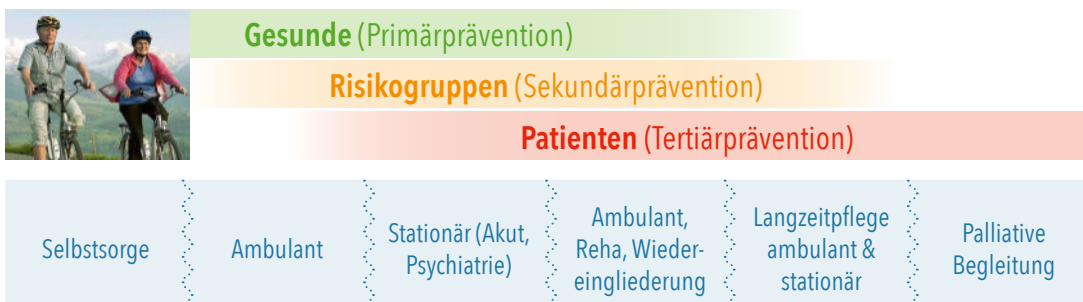 Gesunde (Primärprävention)
Risikogruppen (Sekundärprävention)
Patienten (Tertiärprävention)
Selbstsorge
Ambulant
Stationär (Akut,
Psychiatrie)
Ambulant,
Reha, Wieder-
eingliederung
Langzeitpflege
ambulant &
stationär
Palliative
Begleitung